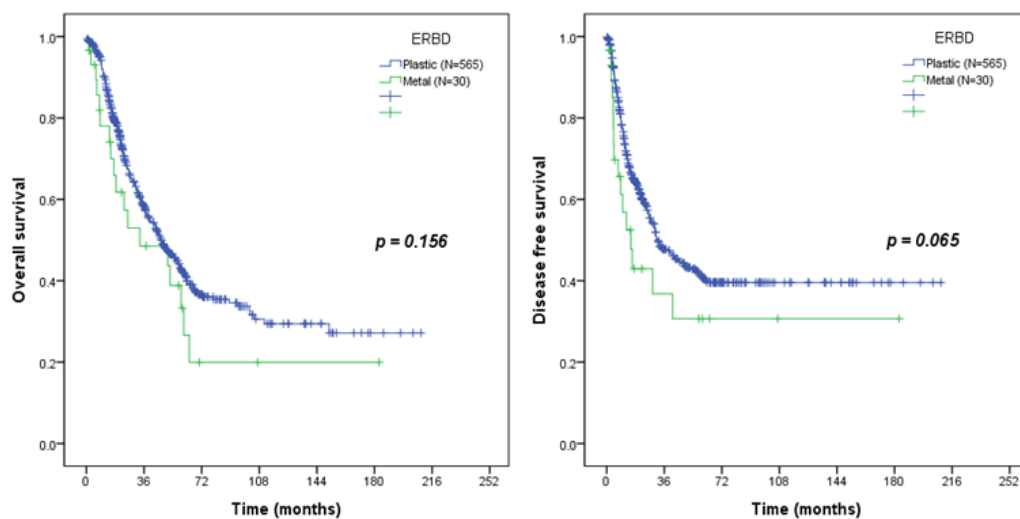 ERBD
Plastic (N=565)
Metal (N=30)
p = 0.156
Overall survival
1.0
0.8
0.6
0.4
0.2
0.0
0 36 72 108 144 180 216 252
Time (months)
ERBD
Plastic (N=565)
Metal (N=30)
p = 0.065
Disease free survival
1.0
0.8
0.6
0.4
0.2
0.0
0 36 72 108 144 180 216 252
Time (months)